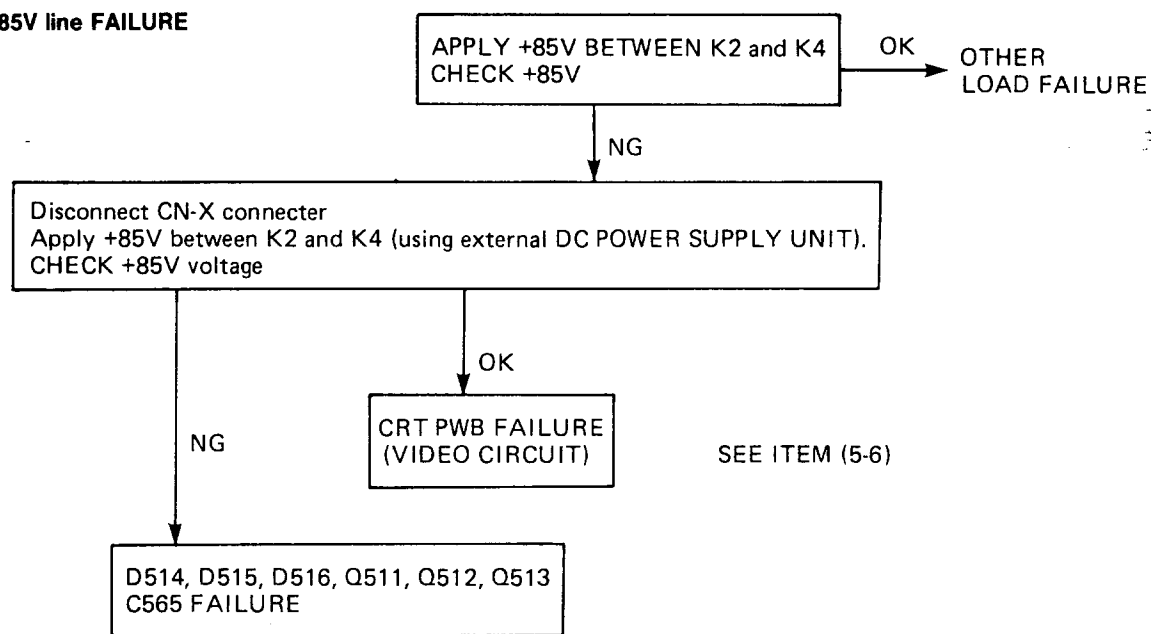 85V line FAILURE
APPLY +85V BETWEEN K2 and K4
CHECK +85V
OK
OTHER
LOAD FAILURE
NG
Disconnect CN-X connecter
Apply +85V between K2 and K4 (using external DC POWER SUPPLY UNIT).
CHECK +85V voltage
OK
NG
CRT PWB FAILURE
(VIDEO CIRCUIT)
SEE ITEM (5-6)
D514, D515, D516, Q511, Q512, Q513
C565 FAILURE